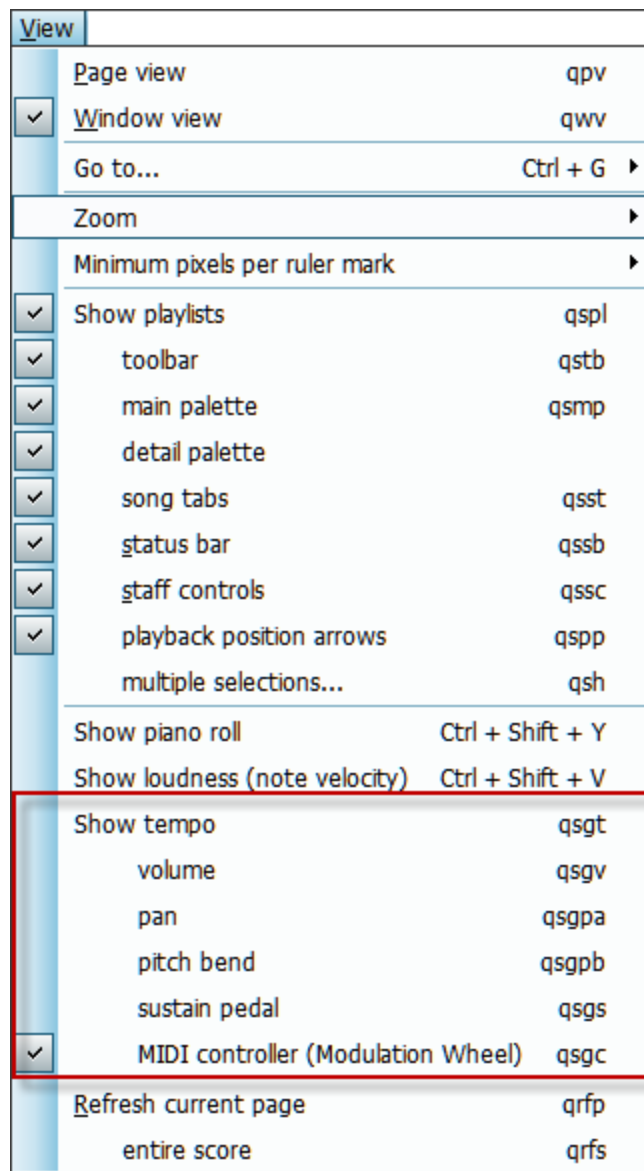 View
Page view qpv
Window view qwv
Go to... Ctrl + G
Zoom
Minimum pixels per ruler mark
Show playlists qspl
toolbar qstb
main palette qsmp
detail palette
song tabs qsst
status bar qssb
staff controls qssc
playback position arrows qspp
multiple selections... qsh
Show piano roll Ctrl + Shift + Y
Show loudness (note velocity) Ctrl + Shift + V
Show tempo qsgt
volume qsgv
pan qsgpa
pitch bend qsgpb
sustain pedal qsgs
MIDI controller (Modulation Wheel) qsgc
Refresh current page qrfp
entire score qrfs